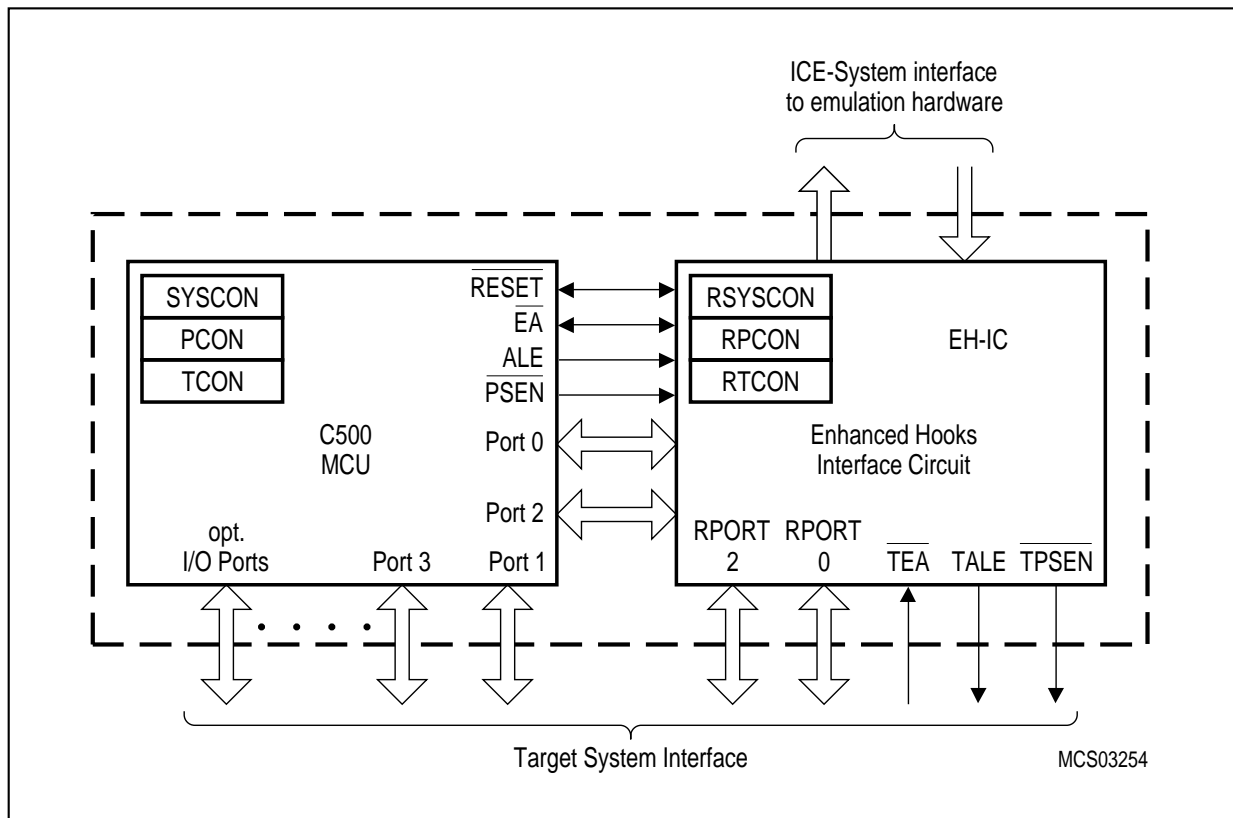 ICE-System interface
to emulation hardware
SYSCON
PCON
TCON
RESET
EA
ALE
PSEN
C500
MCU
Port 0
Port 2
opt.
I/O Ports
Port 3
Port 1
RSYSCON
RPCON
RTCON
EH-IC
Enhanced Hooks
Interface Circuit
RPORT
2
RPORT
0
TEA
TALE
TPSEN
Target System Interface
MCS03254